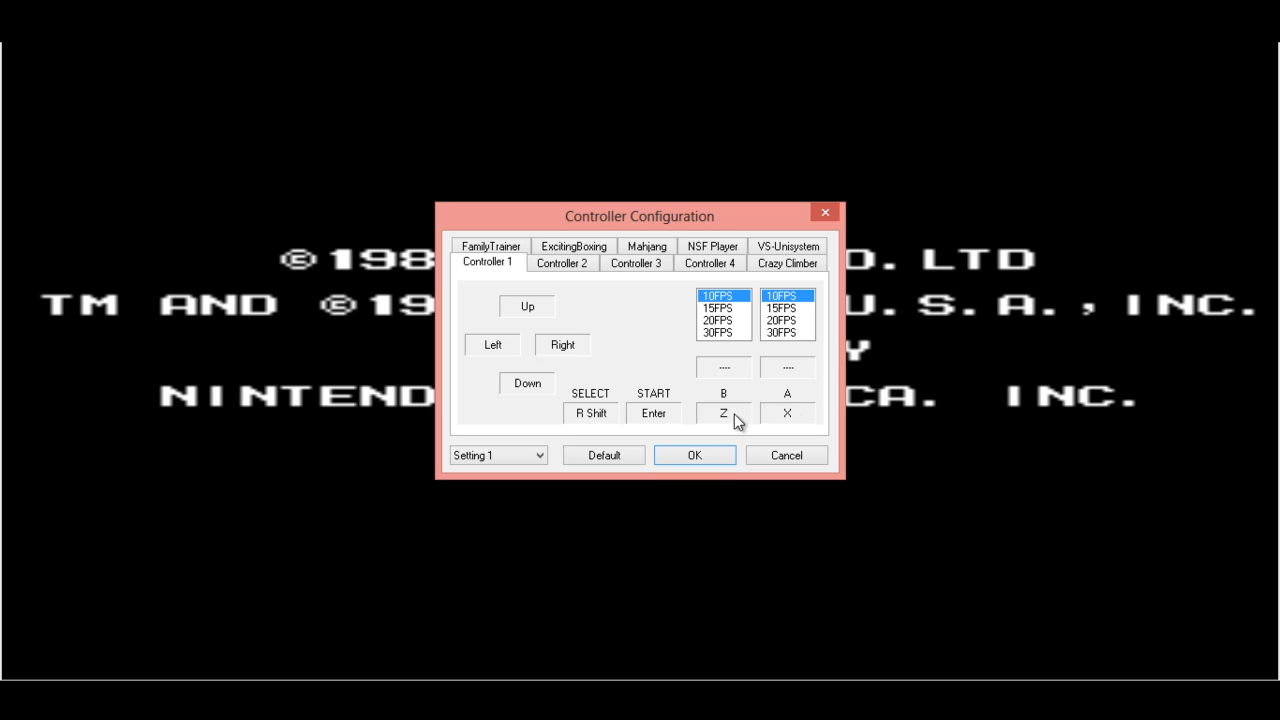 Controller Configuration
FamilyTrainer ExcitingBoxing Mahjang NSF Player VS-Unisystem
Controller 1 Controller 2 Controller 3 Controller 4 Crazy Climber
©198 O. LTD
10FPS 10FPS
15FPS 15FPS
20FPS 20FPS
30FPS 30FPS
Up
TM AND ©19 U.S.A.,INC.
Left Right
Y
---- ----
Down
SELECT START B A
NINTEND CA. INC.
R Shift Enter Z X
Setting 1 Default OK Cancel